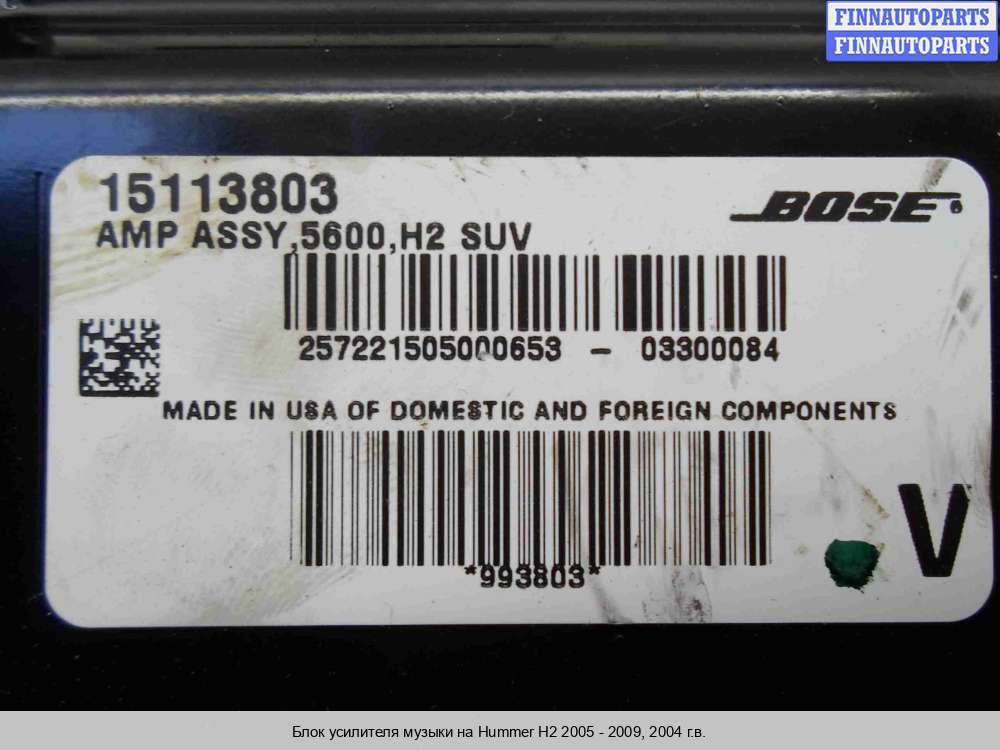 FINNAUTOPARTS
FINNAUTOPARTS
15113803
BOSE
AMP ASSY,5600,H2 SUV
257221505000653 - 03300084
MADE IN USA OF DOMESTIC AND FOREIGN COMPONENTS
*993803*
V
Блок усилителя музыки на Hummer H2 2005 - 2009, 2004 г.в.